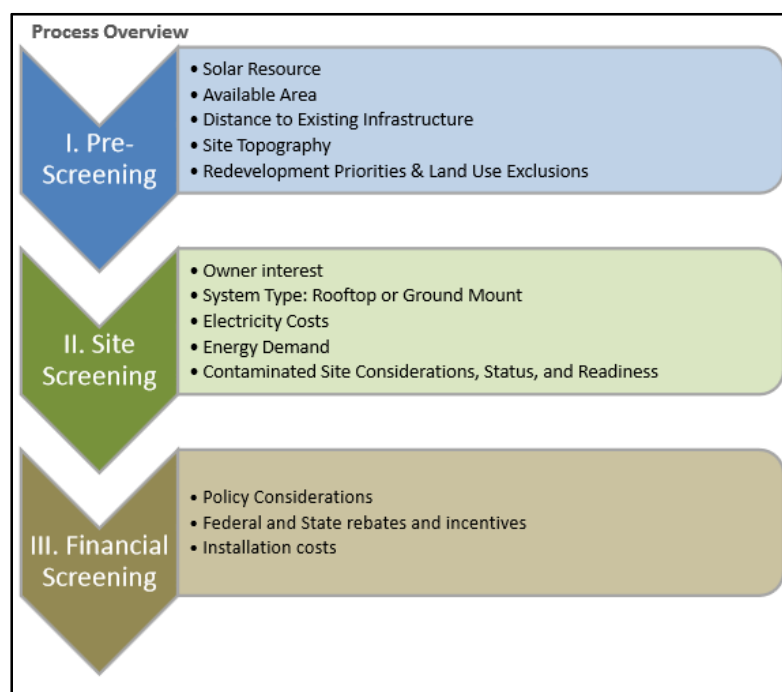 Process Overview
I. Pre-
Screening
• Solar Resource
• Available Area
• Distance to Existing Infrastructure
• Site Topography
• Redevelopment Priorities & Land Use Exclusions
II. Site
Screening
• Owner interest
• System Type: Rooftop or Ground Mount
• Electricity Costs
• Energy Demand
• Contaminated Site Considerations, Status, and Readiness
III. Financial
Screening
• Policy Considerations
• Federal and State rebates and incentives
• Installation costs